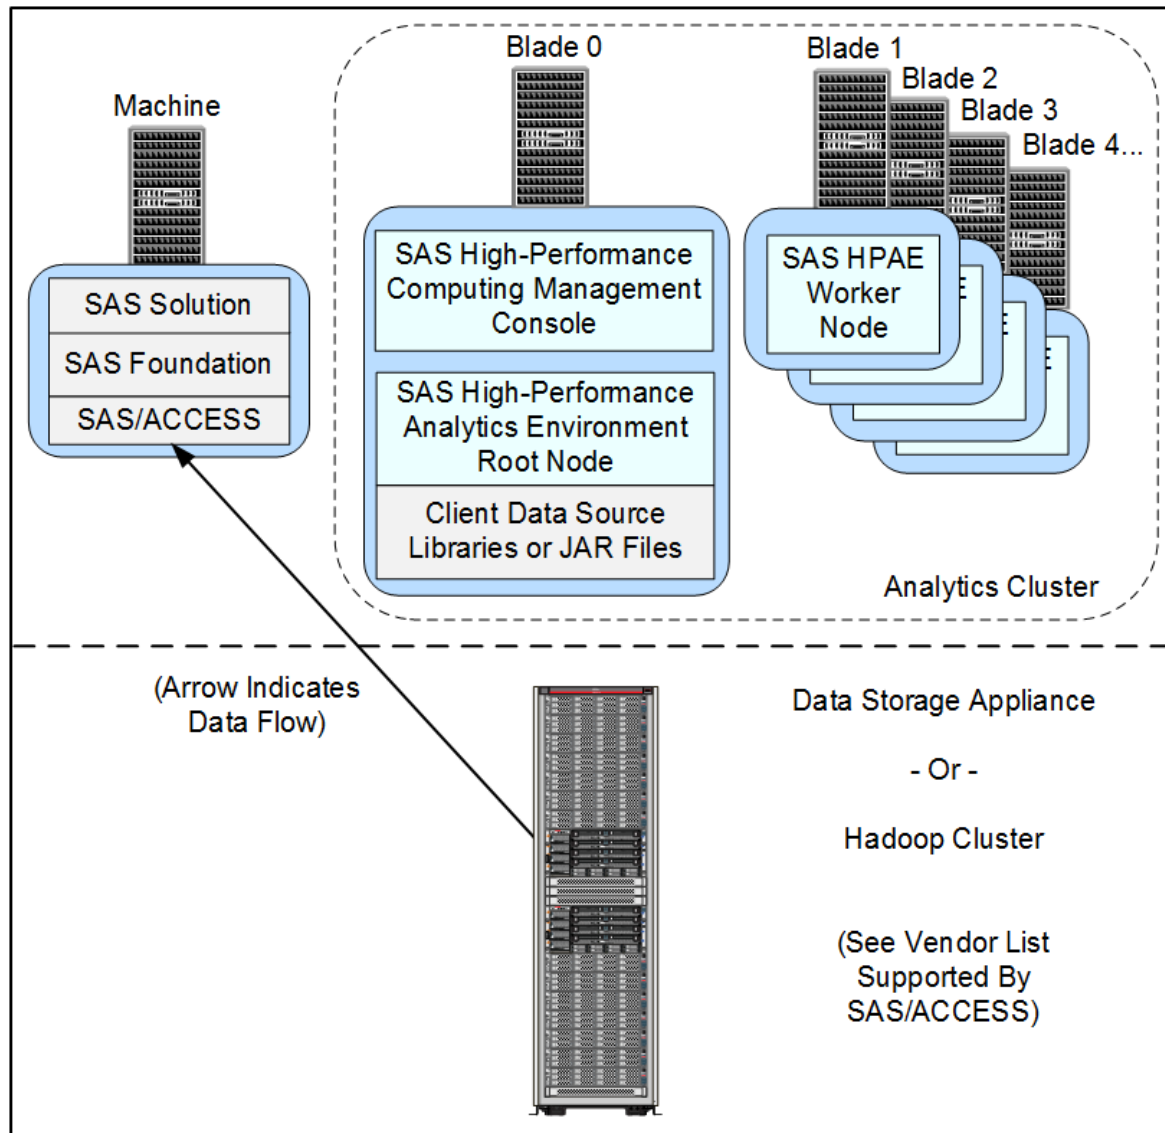 Blade 0
Blade 1
Blade 2
Blade 3
Blade 4...
Machine
SAS Solution
SAS Foundation
SAS/ACCESS
SAS High-Performance
Computing Management
Console
SAS High-Performance
Analytics Environment
Root Node
Client Data Source
Libraries or JAR Files
SAS HPAE
Worker
Node
E
E
E
Analytics Cluster
(Arrow Indicates
Data Flow)
Data Storage Appliance
- Or -
Hadoop Cluster
(See Vendor List
Supported By
SAS/ACCESS)